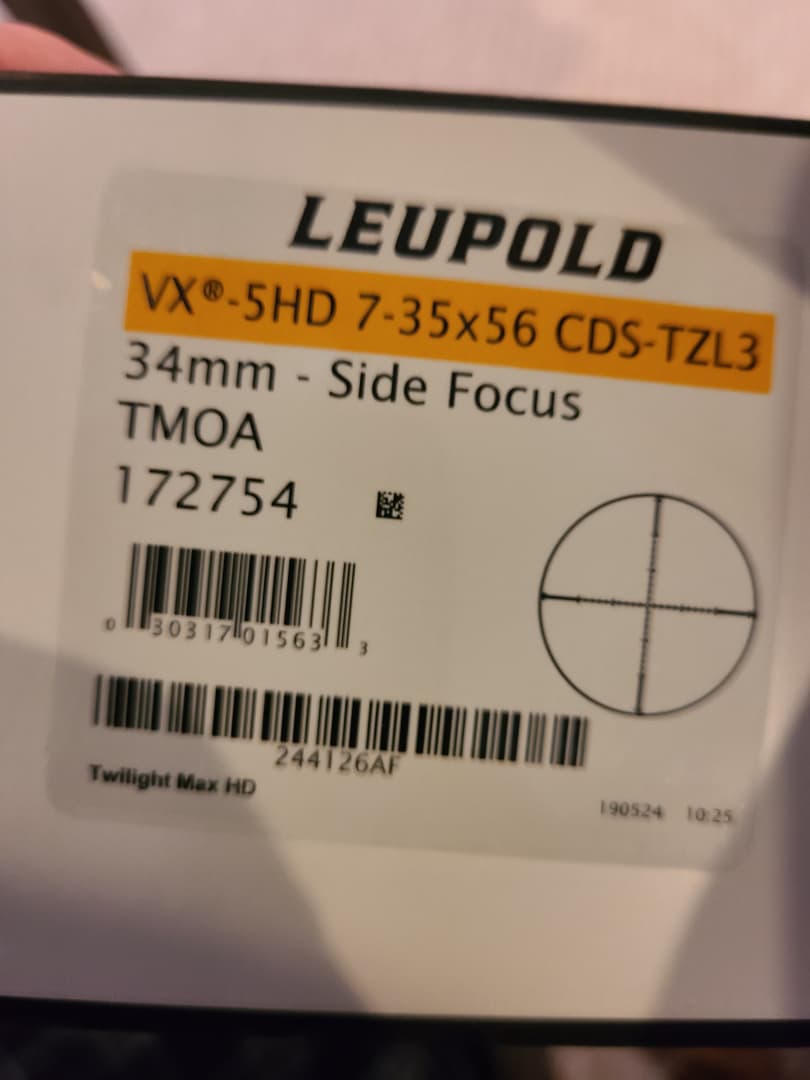 LEUPOLD
VX®-5HD 7-35x56 CDS-TZL3
34mm - Side Focus
TMOA
172754
0 30317 01563 3
244126AF
Twilight Max HD
190524 10:25